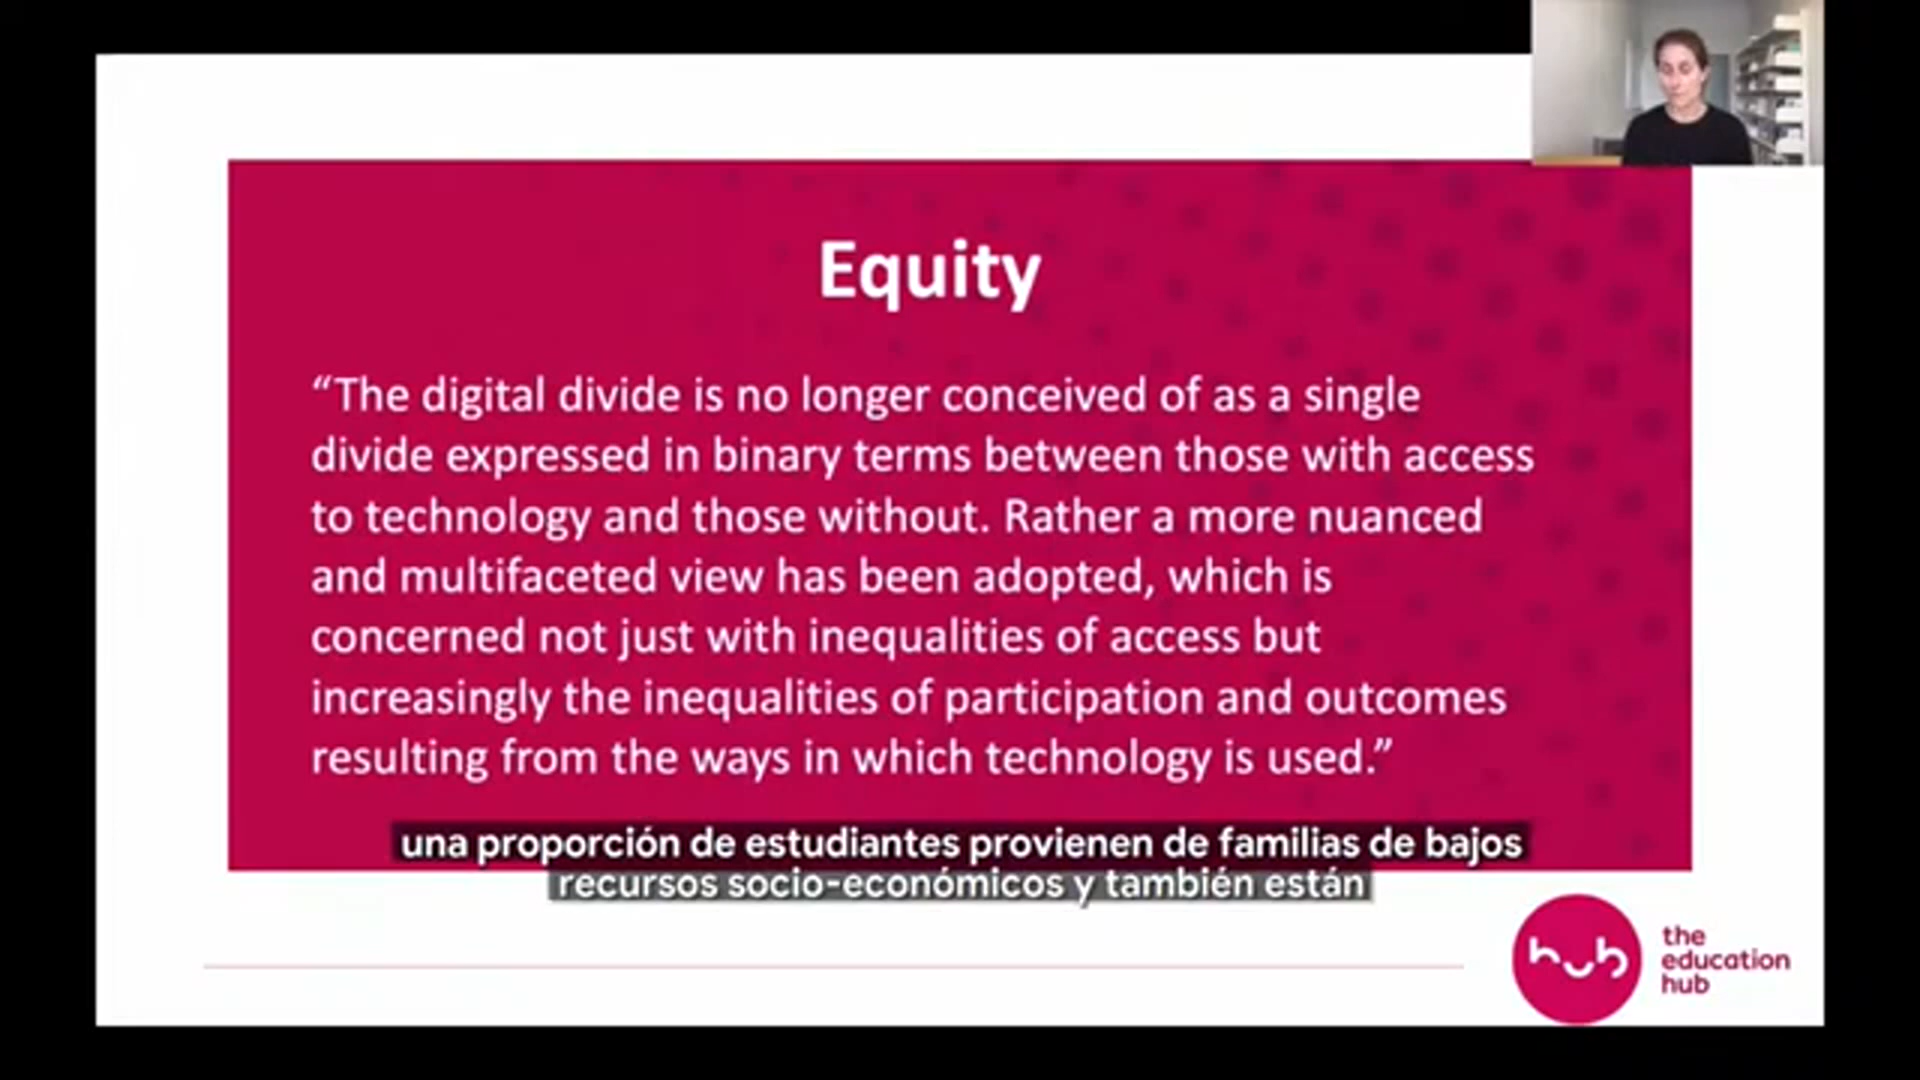 Equity
“The digital divide is no longer conceived of as a single
divide expressed in binary terms between those with access
to technology and those without. Rather a more nuanced
and multifaceted view has been adopted, which is
concerned not just with inequalities of access but
increasingly the inequalities of participation and outcomes
resulting from the ways in which technology is used.”
una proporción de estudiantes provienen de familias de bajos
recursos socio-económicos y también están
hub
the
education
hub